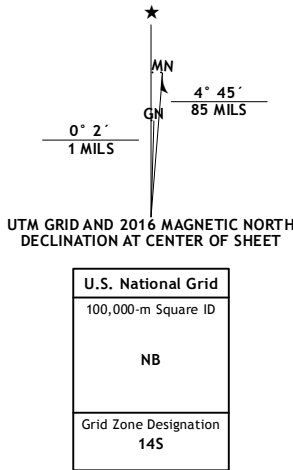 MN
GN
4° 45´
85 MILS
0° 2´
1 MILS
UTM GRID AND 2016 MAGNETIC NORTH
DECLINATION AT CENTER OF SHEET
U.S. National Grid
100,000-m Square ID
NB
Grid Zone Designation
14S